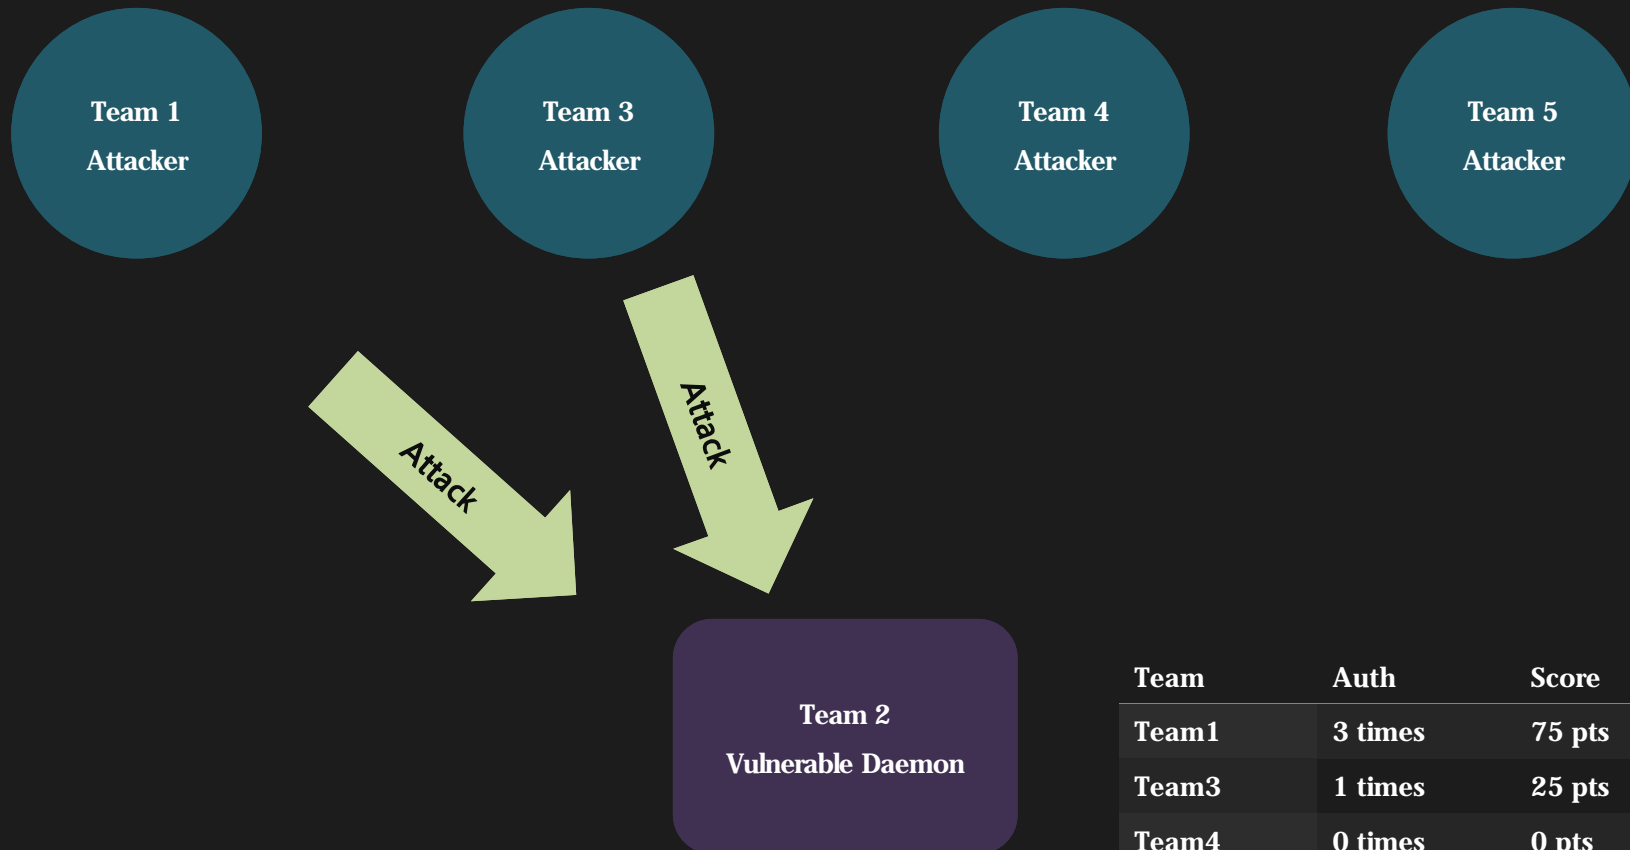 Team 1
Attacker
Team 3
Attacker
Team 4
Attacker
Team 5
Attacker
Attack
Attack
Team 2
Vulnerable Daemon
Team Auth Score
Team1 3 times 75 pts
Team3 1 times 25 pts
Team4 0 times 0 pts